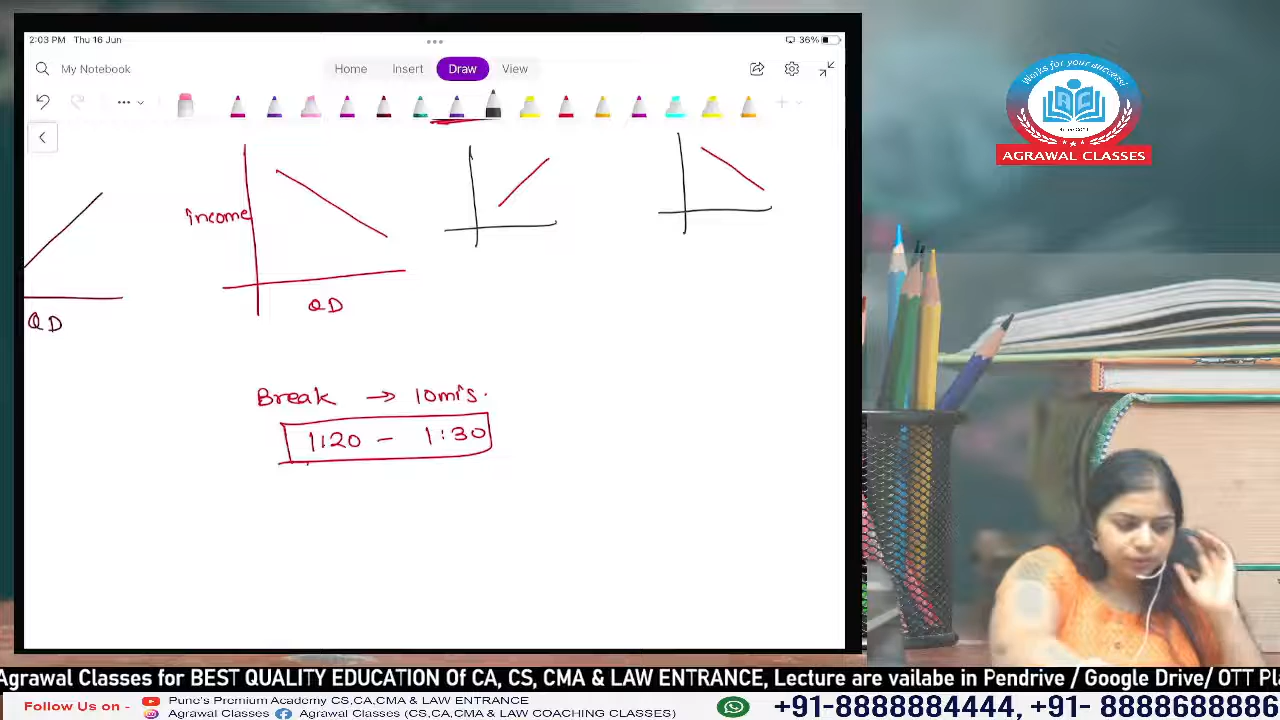 2:03 PM Thu 16 Jun
36%
My Notebook
Home Insert Draw View
Income
QD
QD
Break → 10mis.
1:20 - 1:30
Works for your success!
AC
AGRAWAL CLASSES
Agrawal Classes for BEST QUALITY EDUCATION Of CA, CS, CMA & LAW ENTRANCE, Lecture are vailabe in Pendrive / Google Drive/ OTT Pl
Follow Us on -
Pune's Premium Academy CS,CA,CMA & LAW ENTRANCE
Agrawal Classes
Agrawal Classes (CS,CA,CMA & LAW COACHING CLASSES)
+91-8888884444, +91- 8888688886